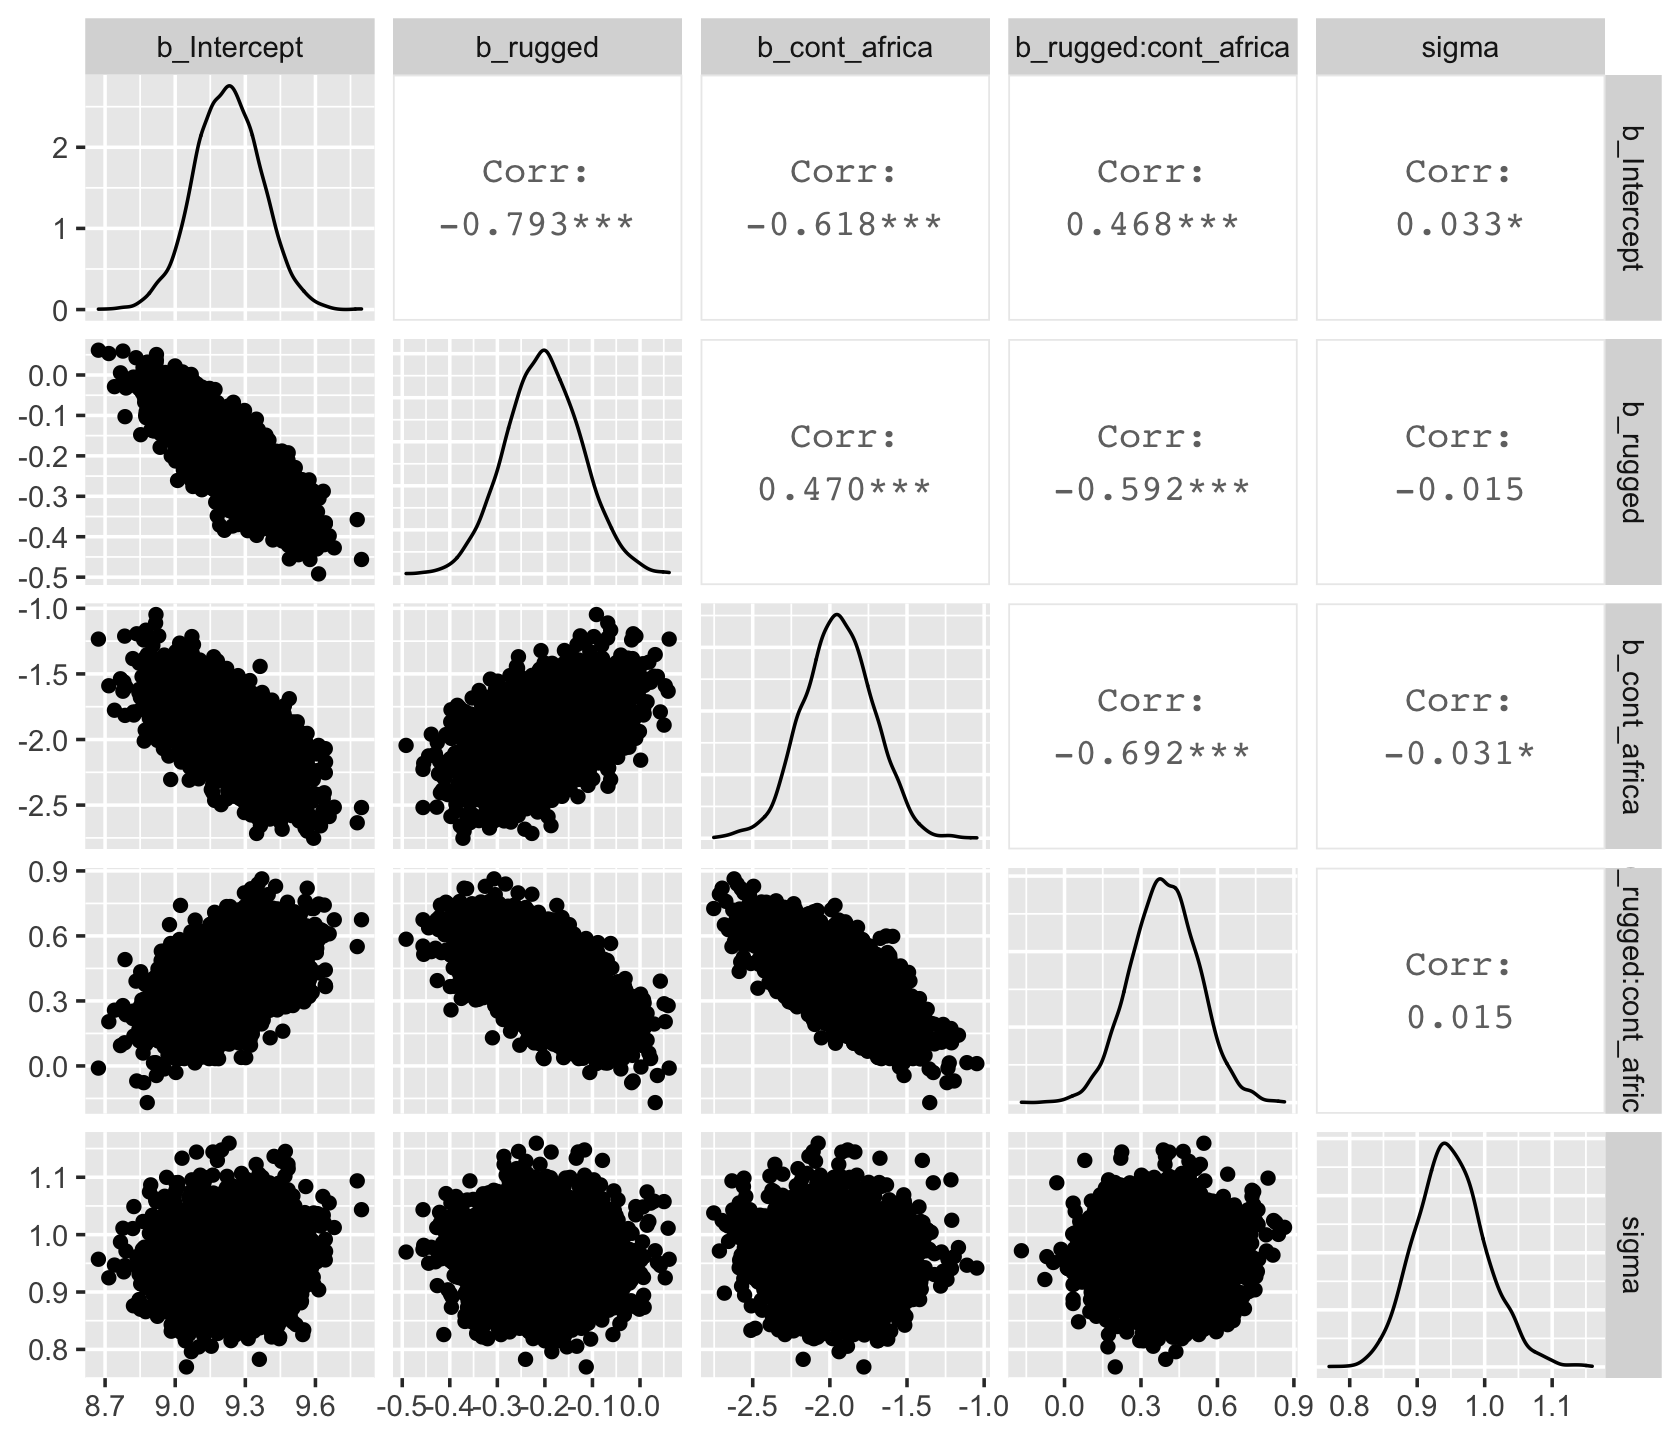 b_Intercept b_rugged b_cont_africa b_rugged:cont_africa sigma
2
1
0
Corr:
-0.793***
Corr:
-0.618***
Corr:
0.468***
Corr:
0.033*
b_Intercept
0.0
-0.1
-0.2
-0.3
-0.4
-0.5
Corr:
0.470***
Corr:
-0.592***
Corr:
-0.015
b_rugged
-1.0
-1.5
-2.0
-2.5
Corr:
-0.692***
Corr:
-0.031*
b_cont_africa
0.9
0.6
0.3
0.0
Corr:
0.015
_rugged:cont_afric
1.1
1.0
0.9
0.8
sigma
8.7 9.0 9.3 9.6 -0.5 -0.4 -0.3 -0.2 -0.1 0.0 -2.5 -2.0 -1.5 -1.0 0.0 0.3 0.6 0.9 0.8 0.9 1.0 1.1